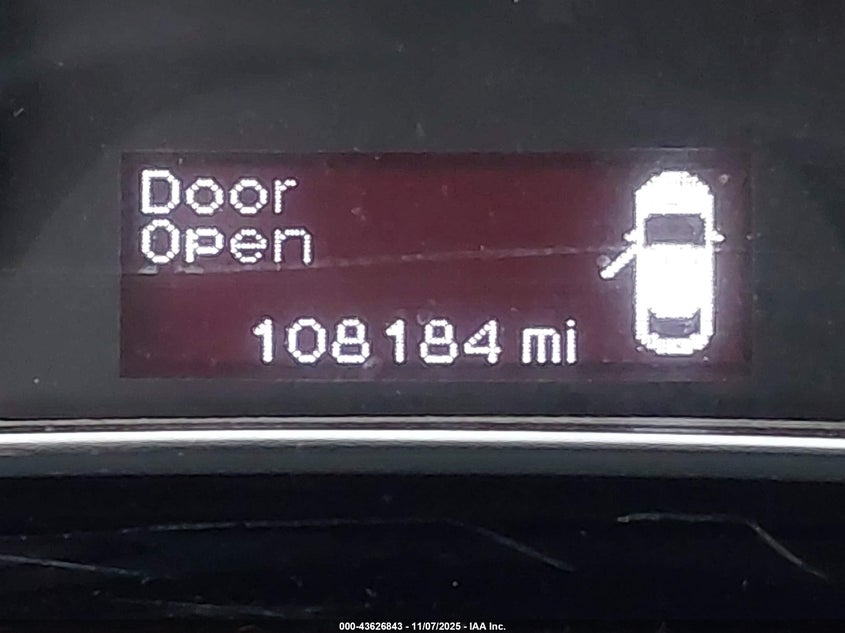 Door
Open
108184 mi
000-43626843 - 11/07/2025 - IAA Inc.